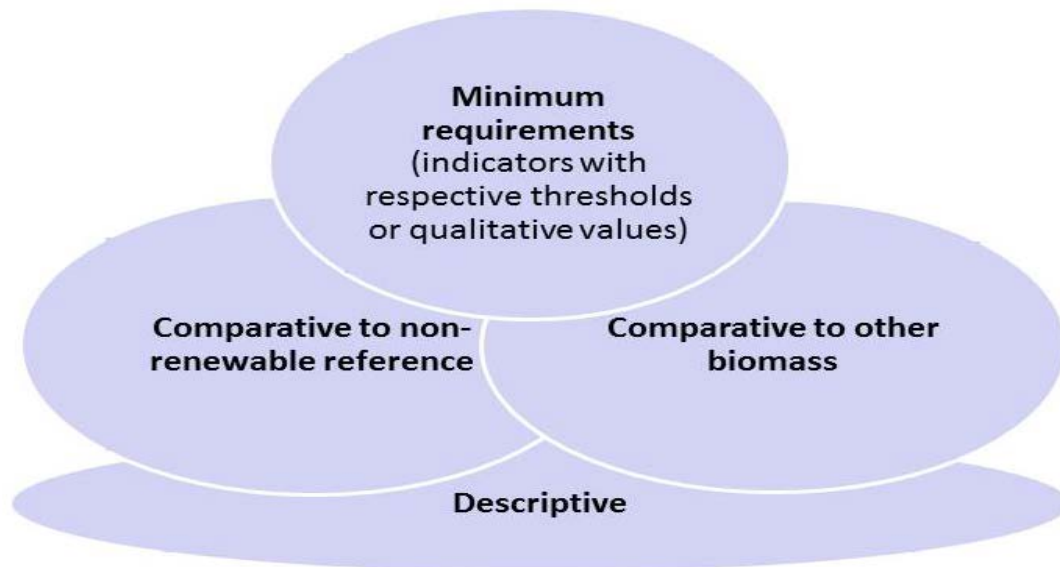 Minimum
requirements
(indicators with
respective thresholds
or qualitative values)
Comparative to non-
renewable reference
Comparative to other
biomass
Descriptive